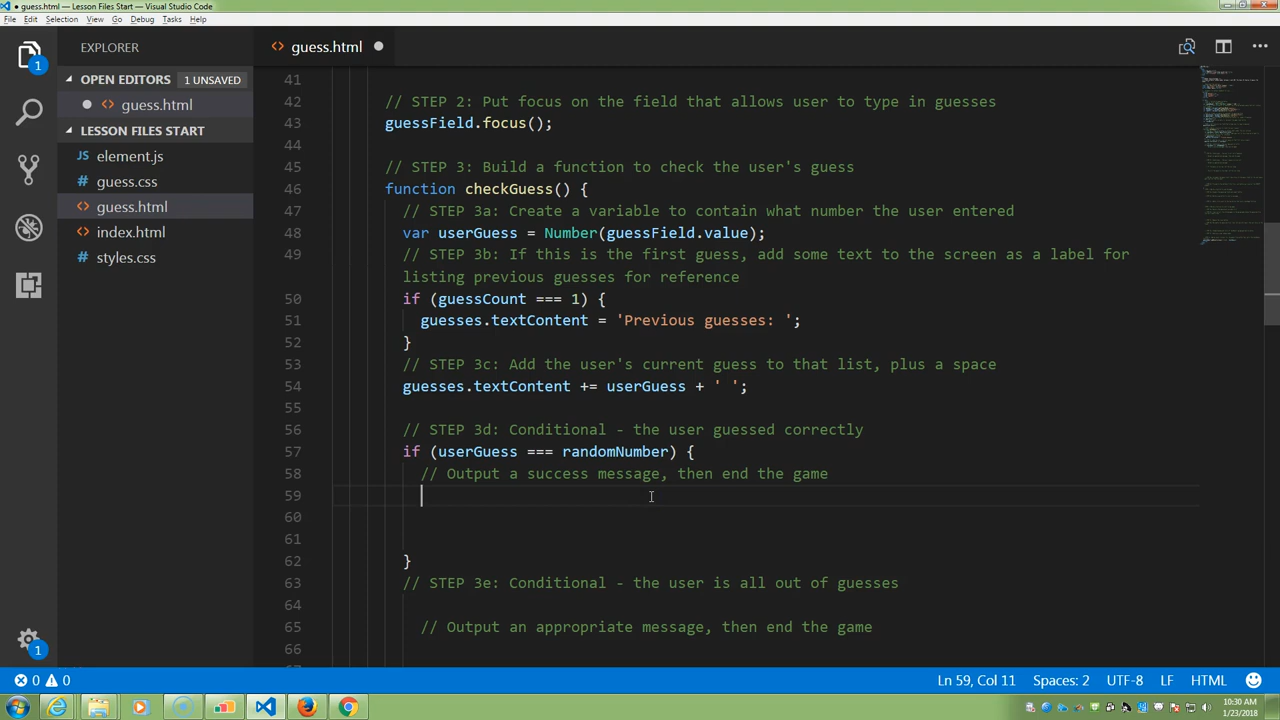 guess.html — Lesson Files Start — Visual Studio Code
File Edit Selection View Go Debug Tasks Help
EXPLORER
OPEN EDITORS 1 UNSAVED
guess.html
LESSON FILES START
JS element.js
# guess.css
<> guess.html
<> index.html
# styles.css
1
1
<> guess.html
41
42 // STEP 2: Put focus on the field that allows user to type in guesses
43 guessField.focus();
44
45 // STEP 3: Build a function to check the user's guess
46 function checkGuess() {
47 // STEP 3a: Create a variable to contain what number the user entered
48 var userGuess = Number(guessField.value);
49 // STEP 3b: If this is the first guess, add some text to the screen as a label for
listing previous guesses for reference
50 if (guessCount === 1) {
51 guesses.textContent = 'Previous guesses: ';
52 }
53 // STEP 3c: Add the user's current guess to that list, plus a space
54 guesses.textContent += userGuess + ' ';
55
56 // STEP 3d: Conditional - the user guessed correctly
57 if (userGuess === randomNumber) {
58 // Output a success message, then end the game
59
60
61
62 }
63 // STEP 3e: Conditional - the user is all out of guesses
64
65 // Output an appropriate message, then end the game
66
0 0
Ln 59, Col 11 Spaces: 2 UTF-8 LF HTML
10:30 AM
1/23/2018